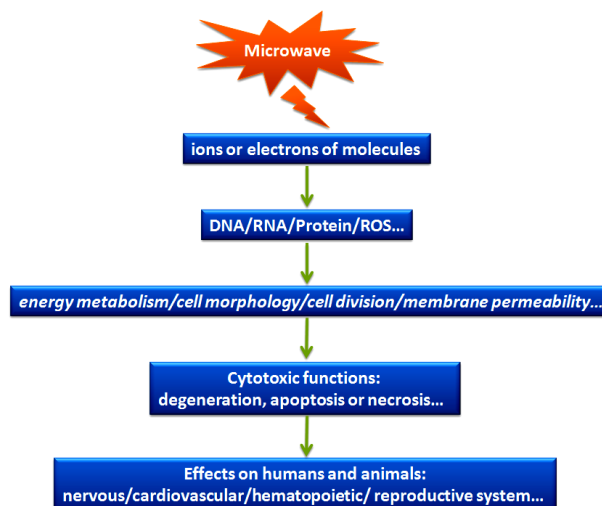 Microwave
ions or electrons of molecules
DNA/RNA/Protein/ROS...
energy metabolism/cell morphology/cell division/membrane permeability...
Cytotoxic functions:
degeneration, apoptosis or necrosis...
Effects on humans and animals:
nervous/cardiovascular/hematopoietic/ reproductive system...